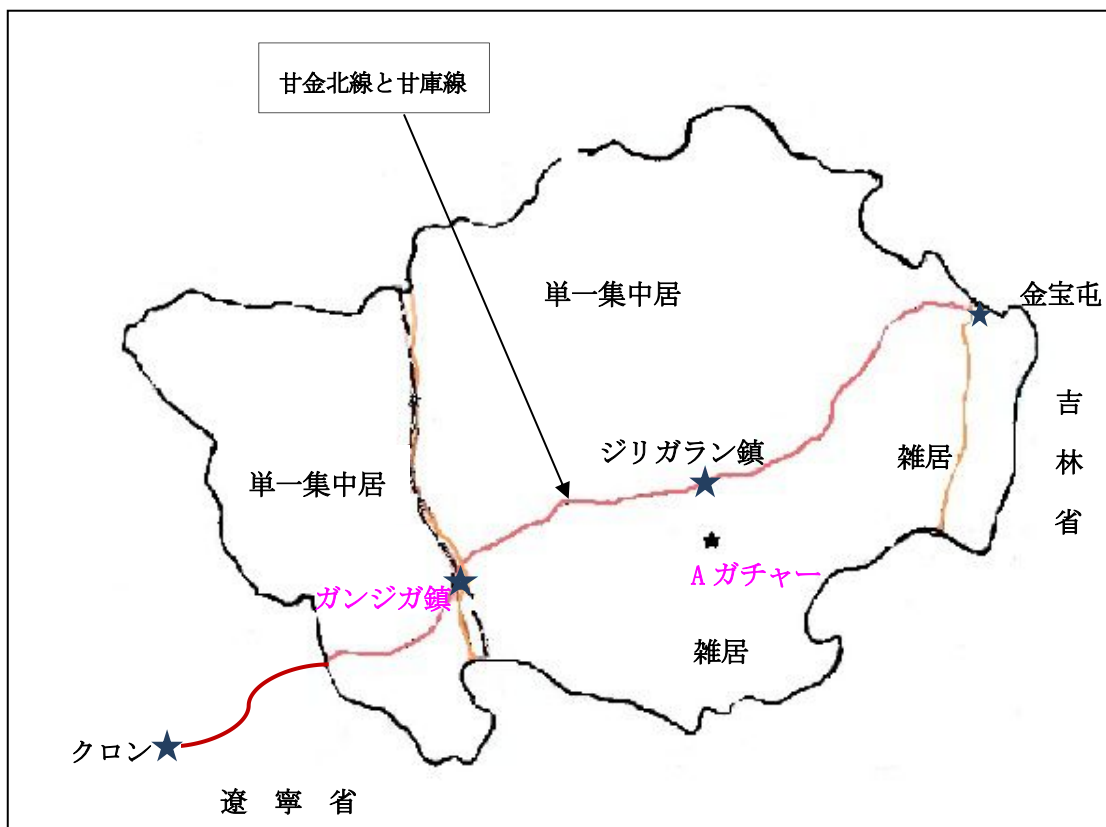 甘金北線と甘庫線
単一集中居
金宝屯
吉林省
ジリガラン鎮
雑居
単一集中居
Aガチャー
ガンジガ鎮
雑居
クロン
遼寧省